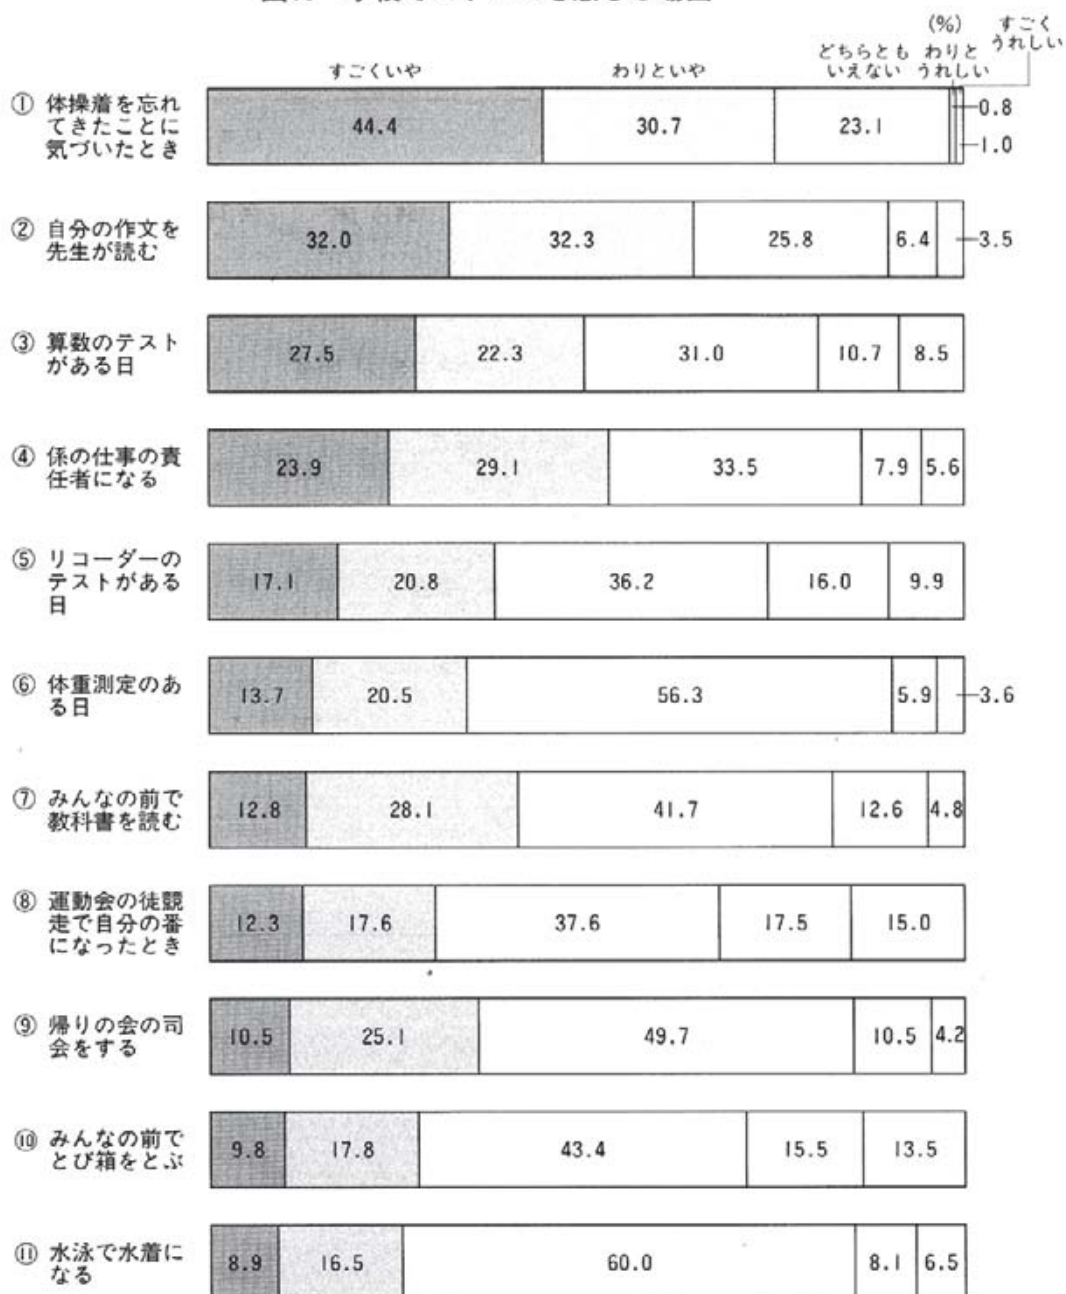 (%)
すごく
うれしい
どちらとも
いえない
わりと
うれしい
すごくいや
わりといや
① 体操着を忘れ
てきたことに
気づいたとき
44.4 30.7 23.1 0.8
1.0
② 自分の作文を
先生が読む
32.0 32.3 25.8 6.4 3.5
③ 算数のテスト
がある日
27.5 22.3 31.0 10.7 8.5
④ 係の仕事の責
任者になる
23.9 29.1 33.5 7.9 5.6
⑤ リコーダーの
テストがある
日
17.1 20.8 36.2 16.0 9.9
⑥ 体重測定のあ
る日
13.7 20.5 56.3 5.9 3.6
⑦ みんなの前で
教科書を読む
12.8 28.1 41.7 12.6 4.8
⑧ 運動会の徒競
走で自分の番
になったとき
12.3 17.6 37.6 17.5 15.0
⑨ 帰りの会の司
会をする
10.5 25.1 49.7 10.5 4.2
⑩ みんなの前で
とび箱をとぶ
9.8 17.8 43.4 15.5 13.5
⑪ 水泳で水着に
なる
8.9 16.5 60.0 8.1 6.5